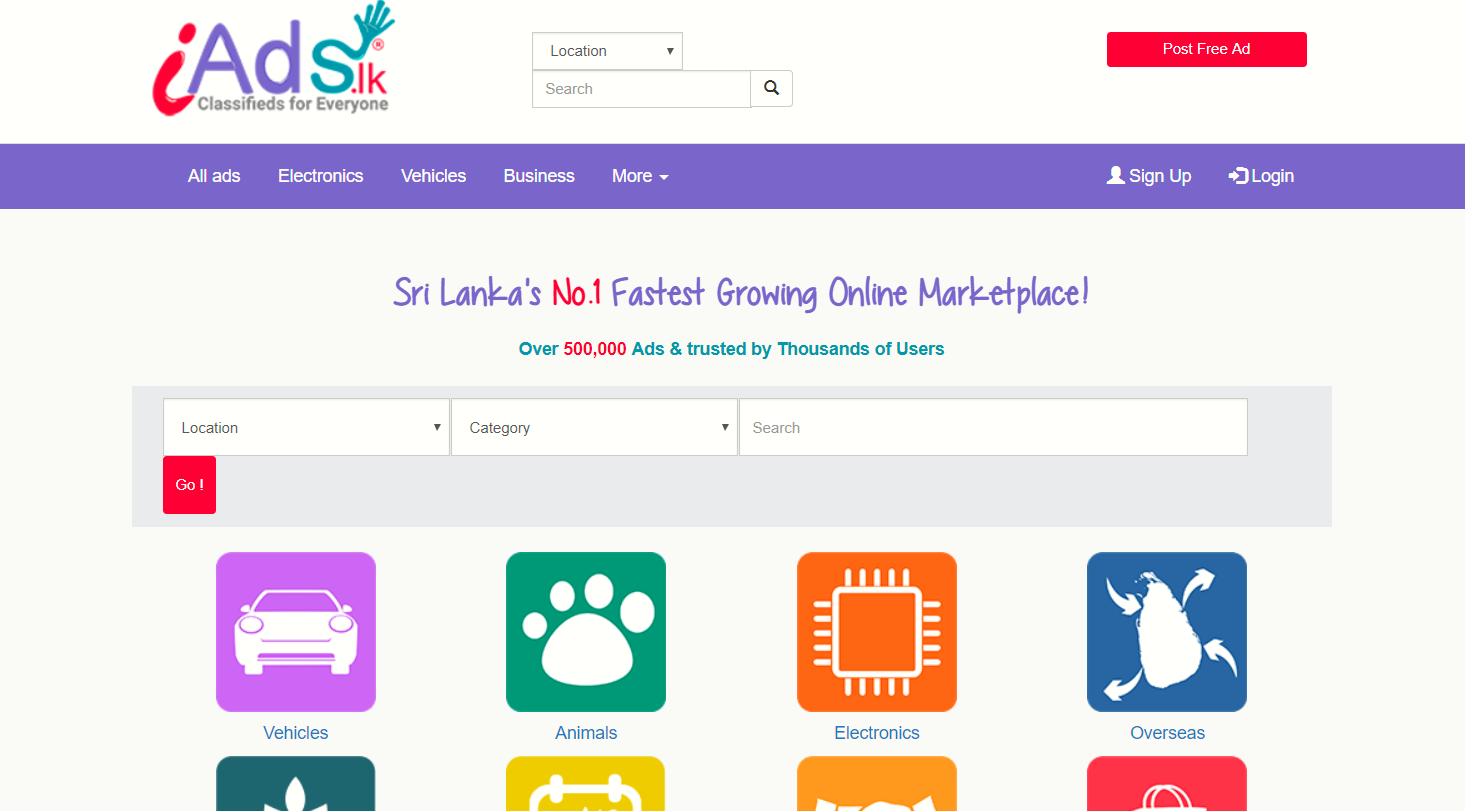 iAds.lk®
Classifieds for Everyone
Location
Search
Post Free Ad
All ads Electronics Vehicles Business More Sign Up Login
Sri Lanka's No.1 Fastest Growing Online Marketplace!
Over 500,000 Ads & trusted by Thousands of Users
Location Category Search
Go !
Vehicles Animals Electronics Overseas